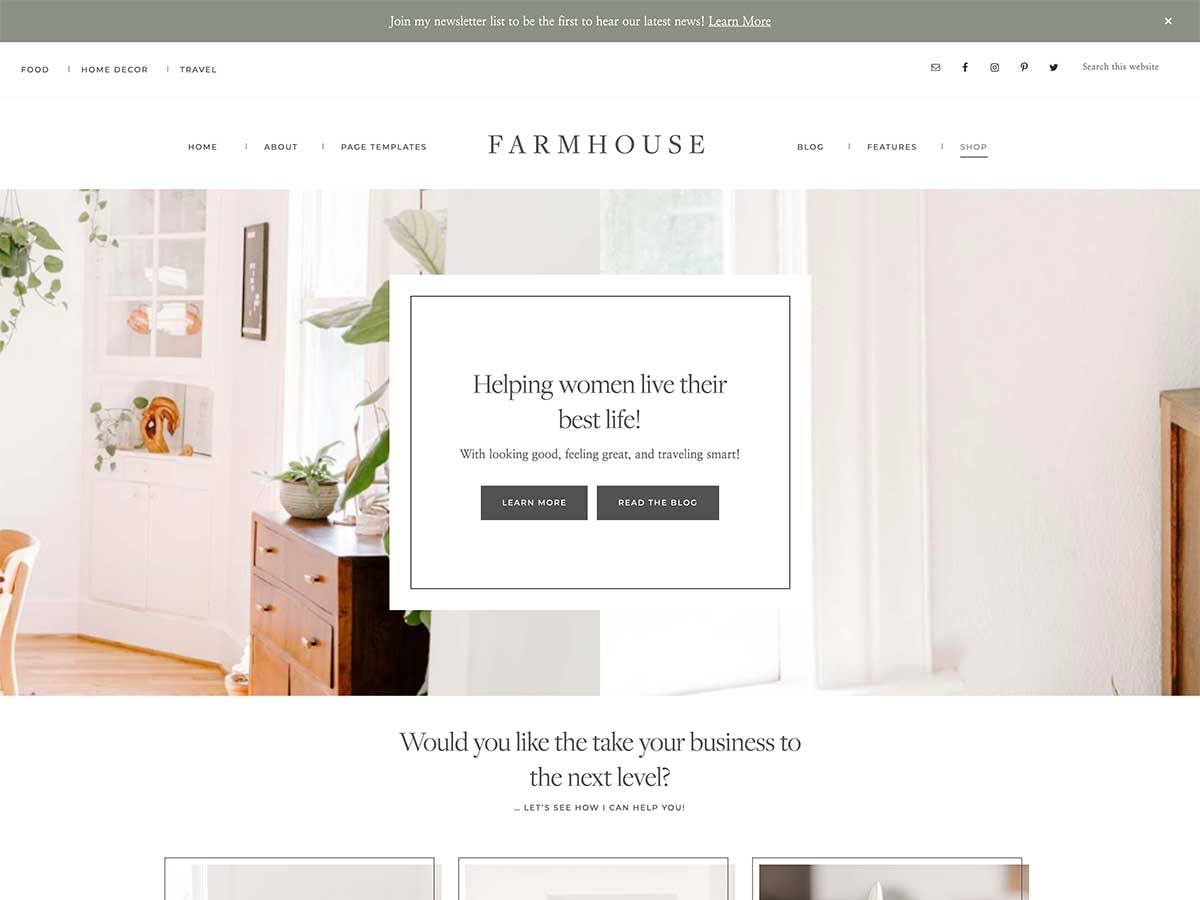 Join my newsletter list to be the first to hear our latest news! Learn More ×
FOOD | HOME DECOR | TRAVEL
Search this website
HOME | ABOUT | PAGE TEMPLATES
FARMHOUSE
BLOG | FEATURES | SHOP
Helping women live their
best life!
With looking good, feeling great, and traveling smart!
LEARN MORE
READ THE BLOG
Would you like the take your business to
the next level?
... LET'S SEE HOW I CAN HELP YOU!